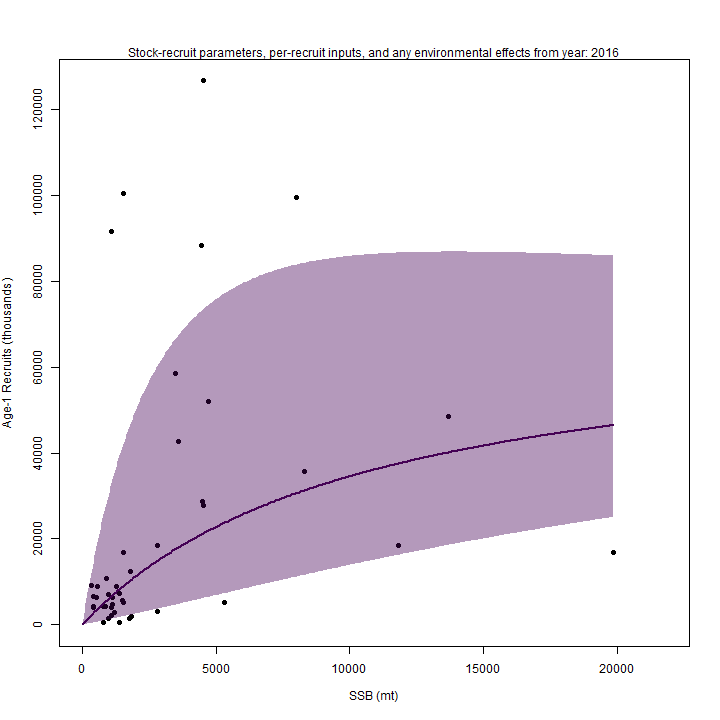 Stock-recruit parameters, per-recruit inputs, and any environmental effects from year: 2016
120000
100000
80000
60000
40000
20000
0
Age-1 Recruits (thousands)
0 5000 10000 15000 20000
SSB (mt)